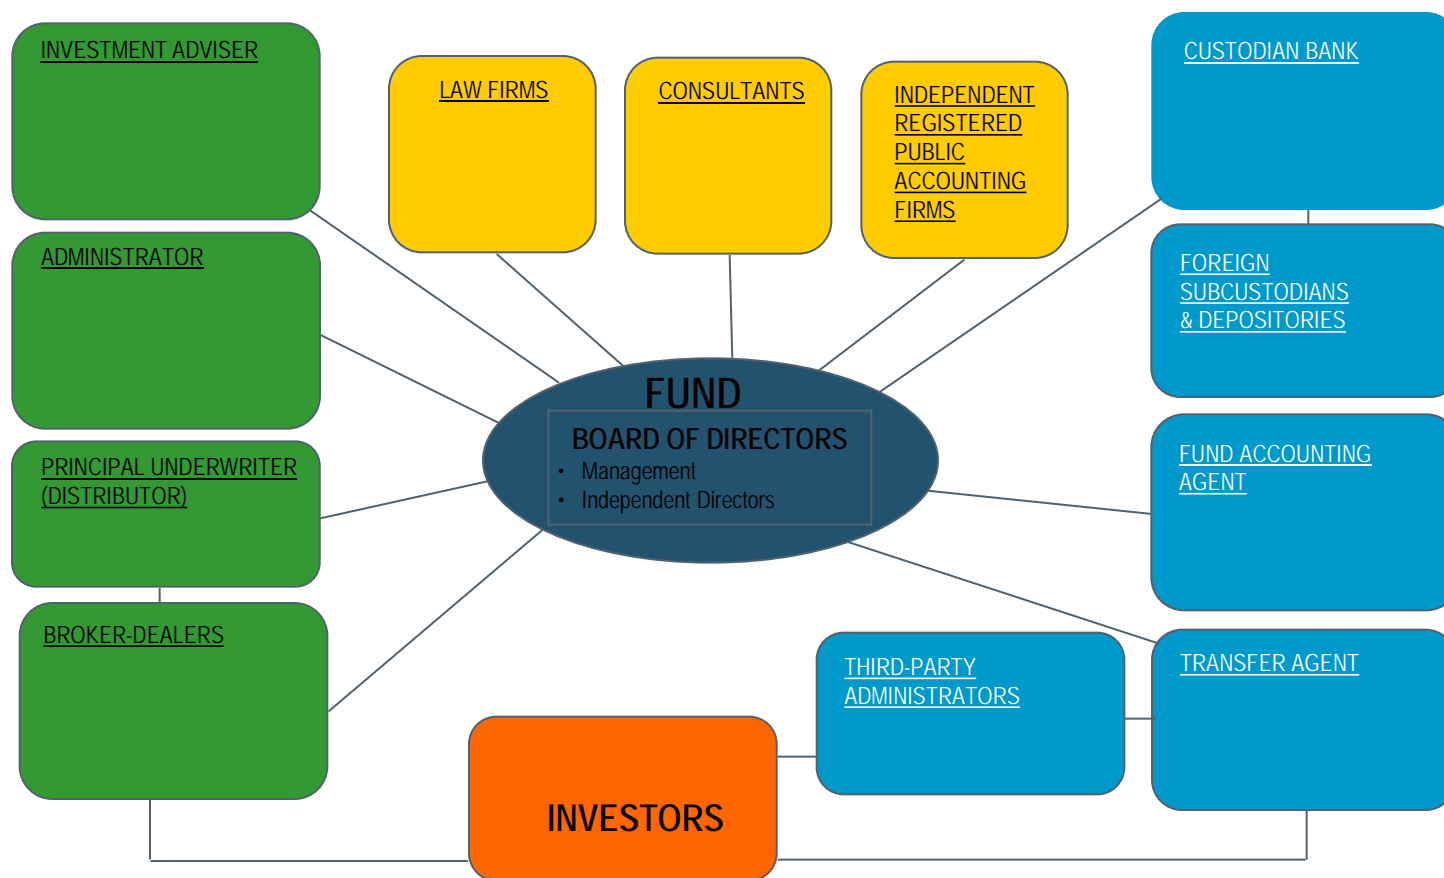 INVESTMENT ADVISER
LAW FIRMS
CONSULTANTS
INDEPENDENT
REGISTERED
PUBLIC
ACCOUNTING
FIRMS
CUSTODIAN BANK
ADMINISTRATOR
FOREIGN
SUBCUSTODIANS
& DEPOSITORIES
FUND
BOARD OF DIRECTORS
• Management
• Independent Directors
PRINCIPAL UNDERWRITER
(DISTRIBUTOR)
FUND ACCOUNTING
AGENT
BROKER-DEALERS
THIRD-PARTY
ADMINISTRATORS
TRANSFER AGENT
INVESTORS